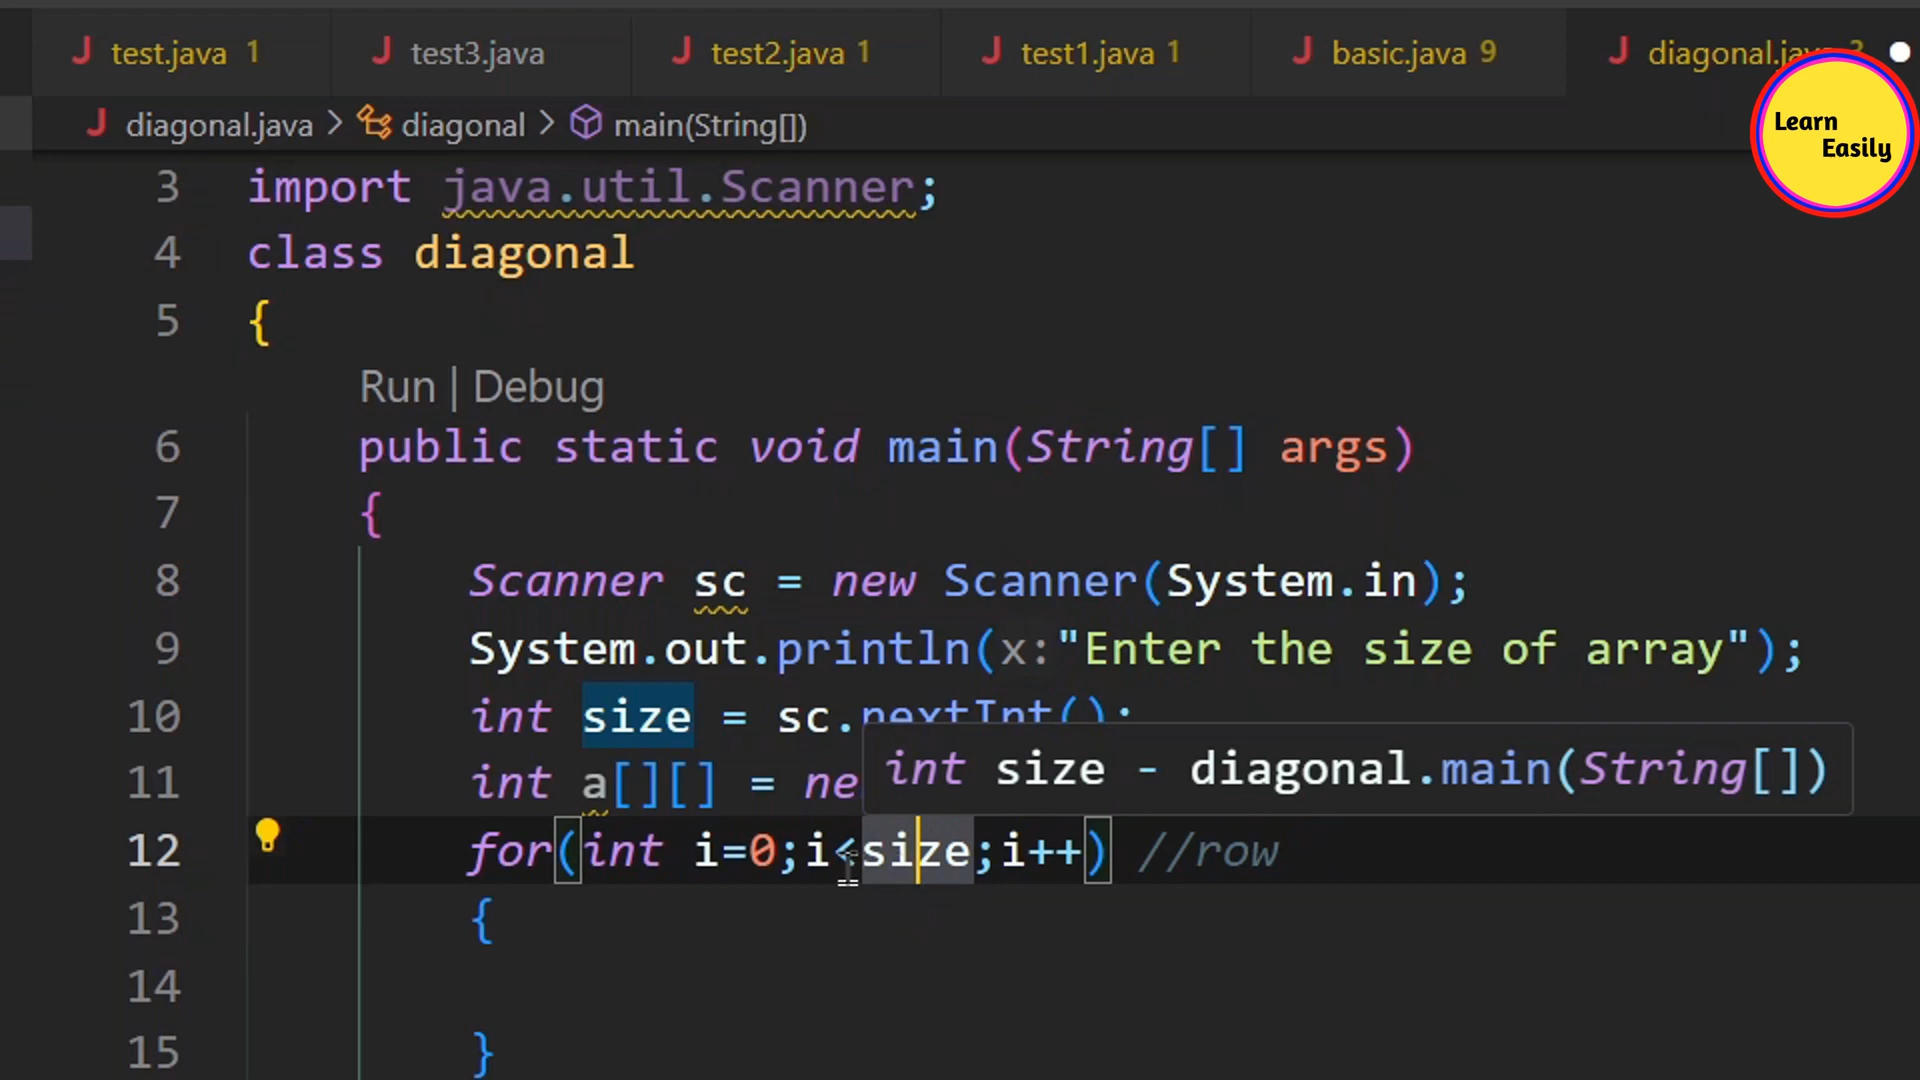 test.java 1 test3.java test2.java 1 test1.java 1 basic.java 9
diagonal.java > diagonal > main(String[])
Learn
Easily
3 import java.util.Scanner;
4 class diagonal
5 {
Run | Debug
6 public static void main(String[] args)
7 {
8 Scanner sc = new Scanner(System.in);
9 System.out.println(x:"Enter the size of array");
10 int size = sc.nextInt();
11 int a[][] = ne
int size - diagonal.main(String[])
12 for(int i=0;i<size;i++) //row
13 {
14
15 }